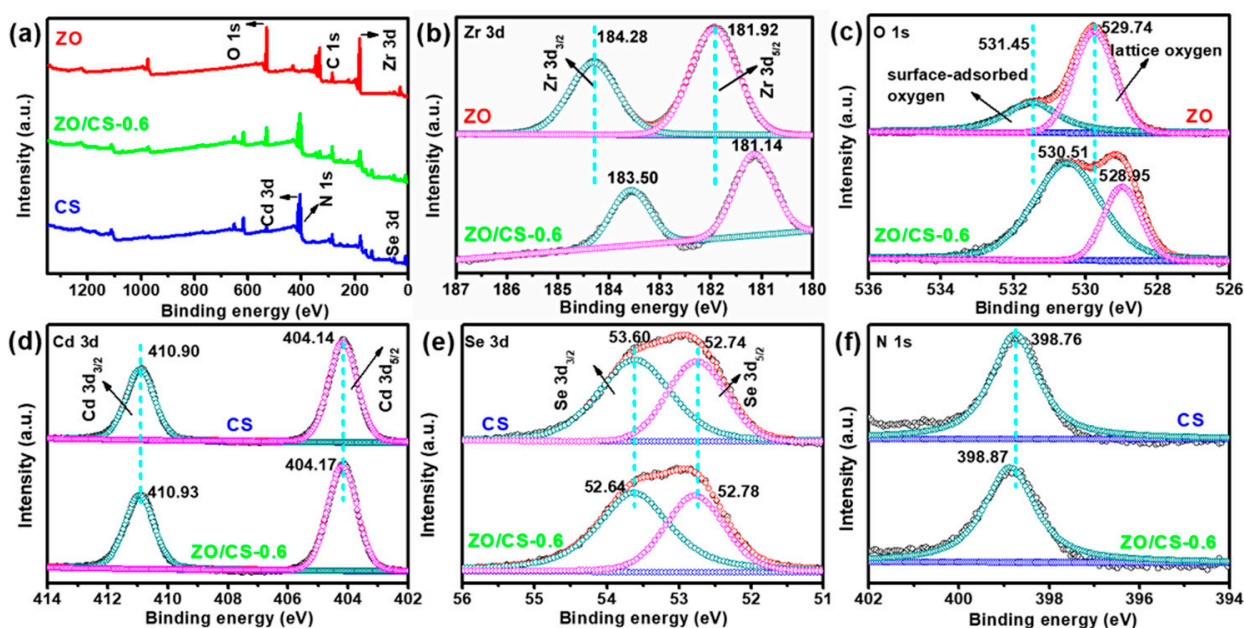 (a)
ZO
O 1s
C 1s
Zr 3d
ZO/CS-0.6
CS
Cd 3d
N 1s
Se 3d
Intensity (a.u.)
1200 1000 800 600 400 200 0
Binding energy (eV)
(b) Zr 3d
184.28
181.92
Zr 3d3/2
Zr 3d5/2
ZO
183.50
181.14
ZO/CS-0.6
Intensity (a.u.)
187 186 185 184 183 182 181 180
Binding energy (eV)
(c) O 1s
531.45
529.74
lattice oxygen
surface-adsorbed
oxygen
ZO
530.51
528.95
ZO/CS-0.6
Intensity (a.u.)
536 534 532 530 528 526
Binding energy (eV)
(d) Cd 3d
410.90
404.14
Cd 3d3/2
Cd 3d5/2
CS
404.17
410.93
ZO/CS-0.6
Intensity (a.u.)
414 412 410 408 406 404 402
Binding energy (eV)
(e) Se 3d
53.60
52.74
Se 3d3/2
Se 3d5/2
CS
52.64
52.78
ZO/CS-0.6
Intensity (a.u.)
56 55 54 53 52 51
Binding energy (eV)
(f) N 1s
398.76
CS
398.87
ZO/CS-0.6
Intensity (a.u.)
402 400 398 396 394
Binding energy (eV)